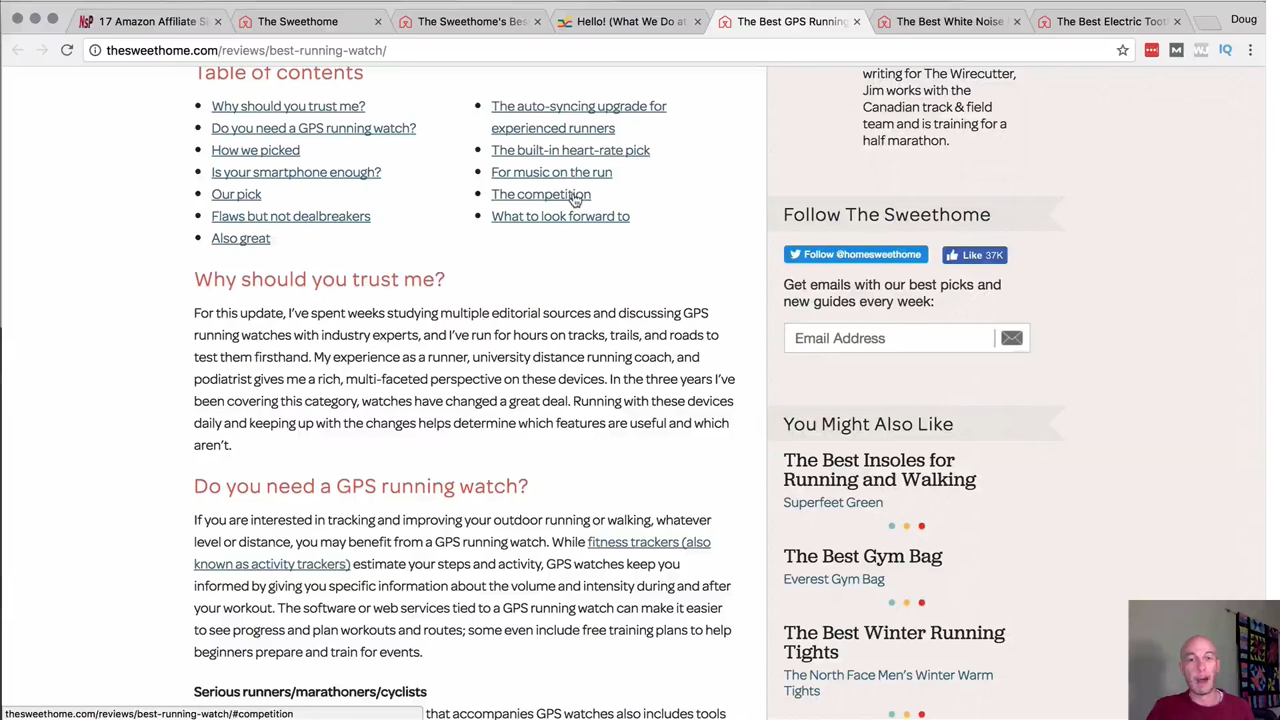 17 Amazon Affiliate Si
The Sweethome
The Sweethome's Bes
Hello! (What We Do at
The Best GPS Running
The Best White Noise
The Best Electric Toot
Doug
thesweethome.com/reviews/best-running-watch/
Table of contents
Why should you trust me?
Do you need a GPS running watch?
How we picked
Is your smartphone enough?
Our pick
Flaws but not dealbreakers
Also great
The auto-syncing upgrade for
experienced runners
The built-in heart-rate pick
For music on the run
The competition
What to look forward to
Why should you trust me?
For this update, I've spent weeks studying multiple editorial sources and discussing GPS
running watches with industry experts, and I've run for hours on tracks, trails, and roads to
test them firsthand. My experience as a runner, university distance running coach, and
podiatrist gives me a rich, multi-faceted perspective on these devices. In the three years I've
been covering this category, watches have changed a great deal. Running with these devices
daily and keeping up with the changes helps determine which features are useful and which
aren't.
Do you need a GPS running watch?
If you are interested in tracking and improving your outdoor running or walking, whatever
level or distance, you may benefit from a GPS running watch. While fitness trackers (also
known as activity trackers) estimate your steps and activity, GPS watches keep you
informed by giving you specific information about the volume and intensity during and after
your workout. The software or web services tied to a GPS running watch can make it easier
to see progress and plan workouts and routes; some even include free training plans to help
beginners prepare and train for events.
Serious runners/marathoners/cyclists
that accompanies GPS watches also includes tools
thesweethome.com/reviews/best-running-watch/#competition
writing for The Wirecutter,
Jim works with the
Canadian track & field
team and is training for a
half marathon.
Follow The Sweethome
Follow @homesweethome
Like 37K
Get emails with our best picks and
new guides every week:
Email Address
You Might Also Like
The Best Insoles for
Running and Walking
Superfeet Green
The Best Gym Bag
Everest Gym Bag
The Best Winter Running
Tights
The North Face Men's Winter Warm
Tights